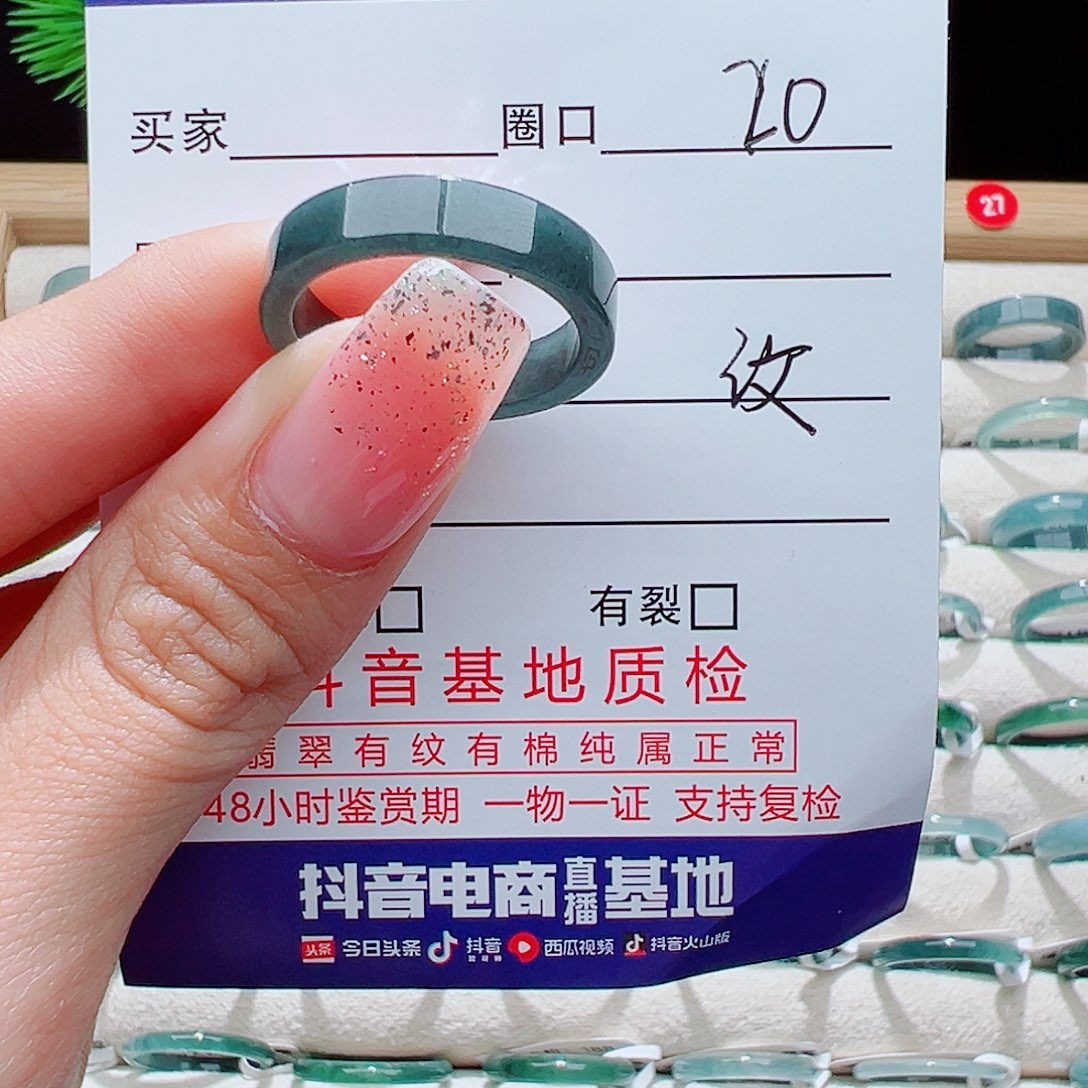 买家 圈口 20
27
纹
有裂
音基地质检
翡翠有纹有棉纯属正常
48小时鉴赏期 一物一证 支持复检
抖音电商直播基地
头条 今日头条 抖音 西瓜视频 抖音火山版